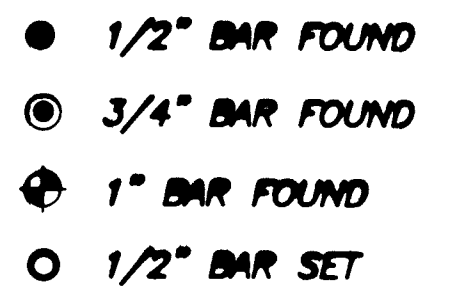 1/2" BAR FOUND
3/4" BAR FOUND
1" BAR FOUND
1/2" BAR SET